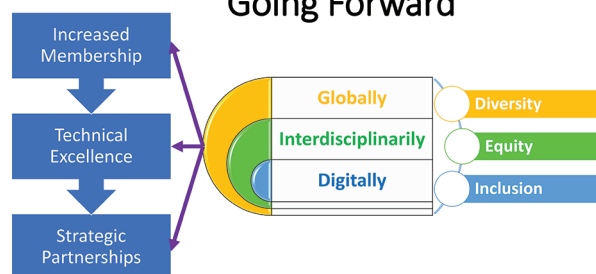 Going Forward
Increased
Membership
Technical
Excellence
Strategic
Partnerships
Globally
Interdisciplinarily
Digitally
Diversity
Equity
Inclusion